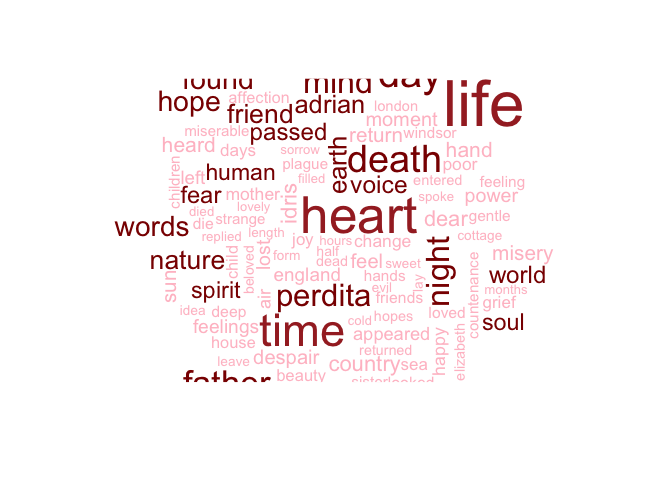 found mind day life
hope affection adrian london
friend moment
miserable passed return windsor
heard days sorrow earth death hand
children plague poor
left human filled voice entered feeling
fear mother idris spoke power
died lovely heart dear gentle
words die strange
replied length joy hours change cottage
nature child beloved lost form half feel sweet night misery
dead countenance world
sun air england hands lay
spirit perdita evil friends months
idea deep cold hopes loved grief
feelings time appeared soul
house returned happy elizabeth
leave despair country sea
father beauty sister looked